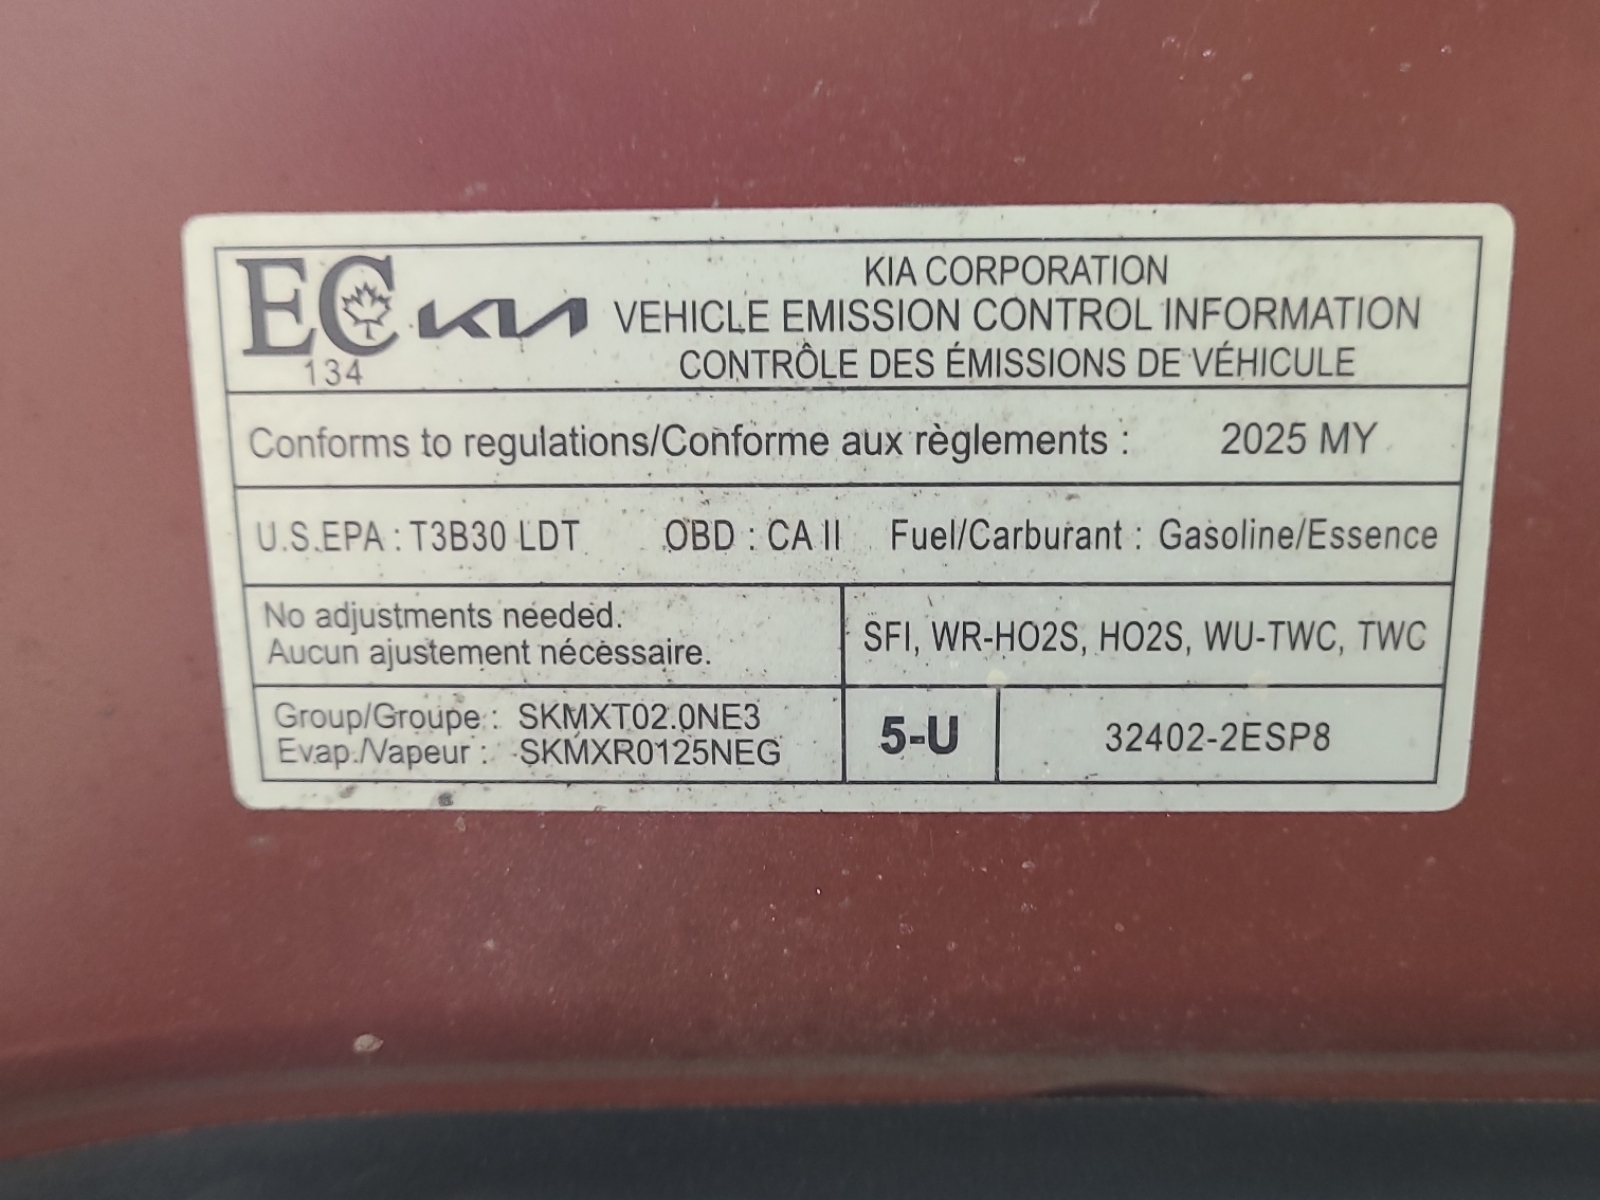 EC
134
KIA
KIA CORPORATION
VEHICLE EMISSION CONTROL INFORMATION
CONTRÔLE DES ÉMISSIONS DE VÉHICULE
Conforms to regulations/Conforme aux règlements : 2025 MY
U.S.EPA : T3B30 LDT OBD : CA II Fuel/Carburant : Gasoline/Essence
No adjustments needed.
Aucun ajustement nécessaire.
SFI, WR-HO2S, HO2S, WU-TWC, TWC
Group/Groupe : SKMXT02.0NE3
Evap./Vapeur : SKMXR0125NEG
5-U
32402-2ESP8